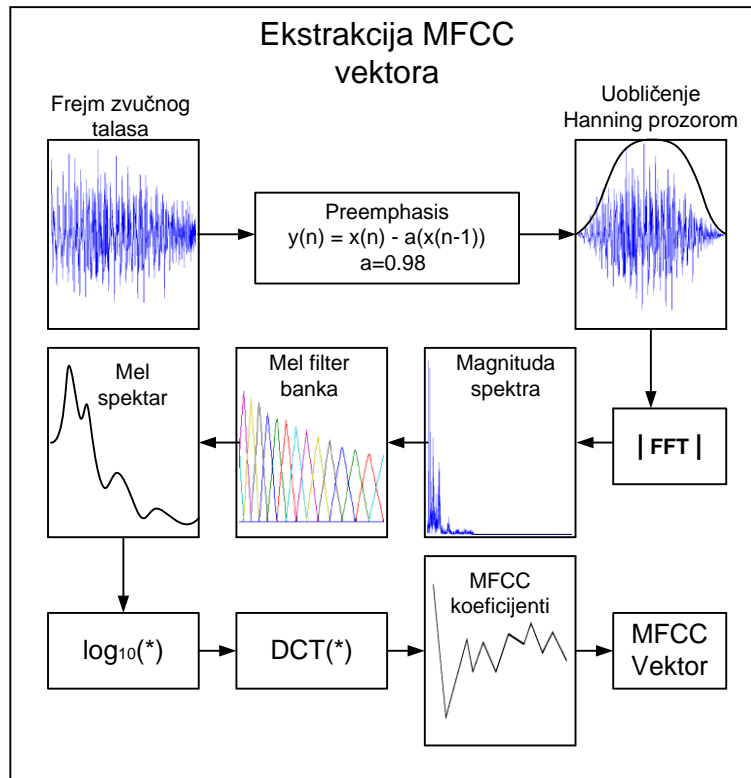 Ekstrakcija MFCC
vektora
Frejm zvučnog
talasa
Preemphasis
y(n) = x(n) - a(x(n-1))
a=0.98
Uobličenje
Hanning prozorom
| FFT |
Magnituda
spektra
Mel filter
banka
Mel
spektar
log10(*)
DCT(*)
MFCC
koeficijenti
MFCC
Vektor